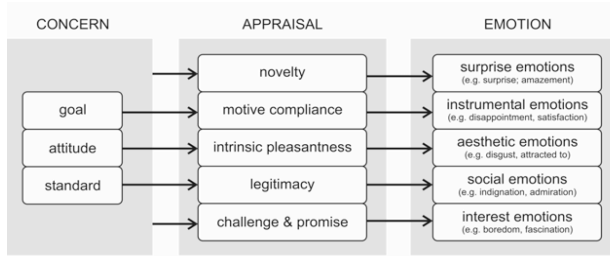 CONCERN
APPRAISAL
EMOTION
novelty
surprise emotions
(e.g. surprise; amazement)
goal
motive compliance
instrumental emotions
(e.g. disappointment, satisfaction)
attitude
intrinsic pleasantness
aesthetic emotions
(e.g. disgust, attracted to)
standard
legitimacy
social emotions
(e.g. indignation, admiration)
challenge & promise
interest emotions
(e.g. boredom, fascination)